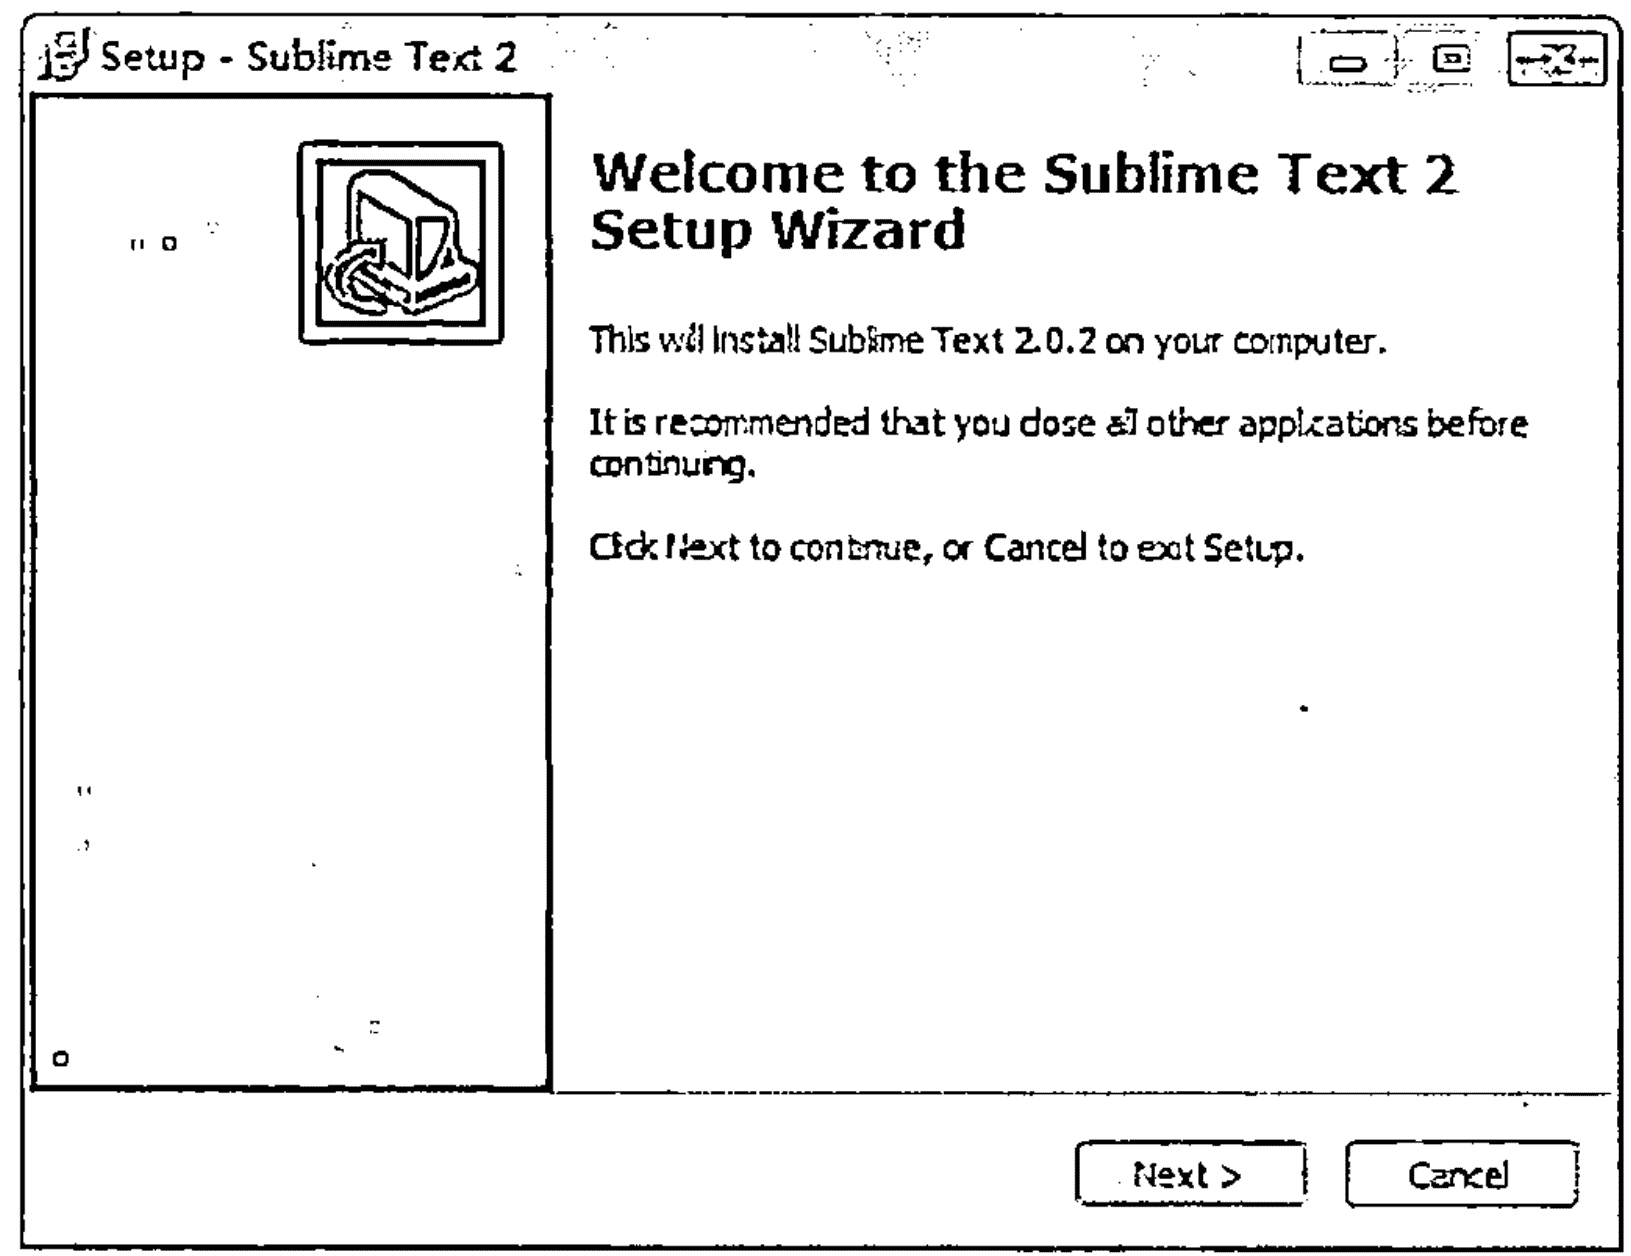 Setup - Sublime Text 2
Welcome to the Sublime Text 2
Setup Wizard
This will install Sublime Text 2.0.2 on your computer.
It is recommended that you close all other applications before
continuing.
Click Next to continue, or Cancel to exit Setup.
Next >
Cancel